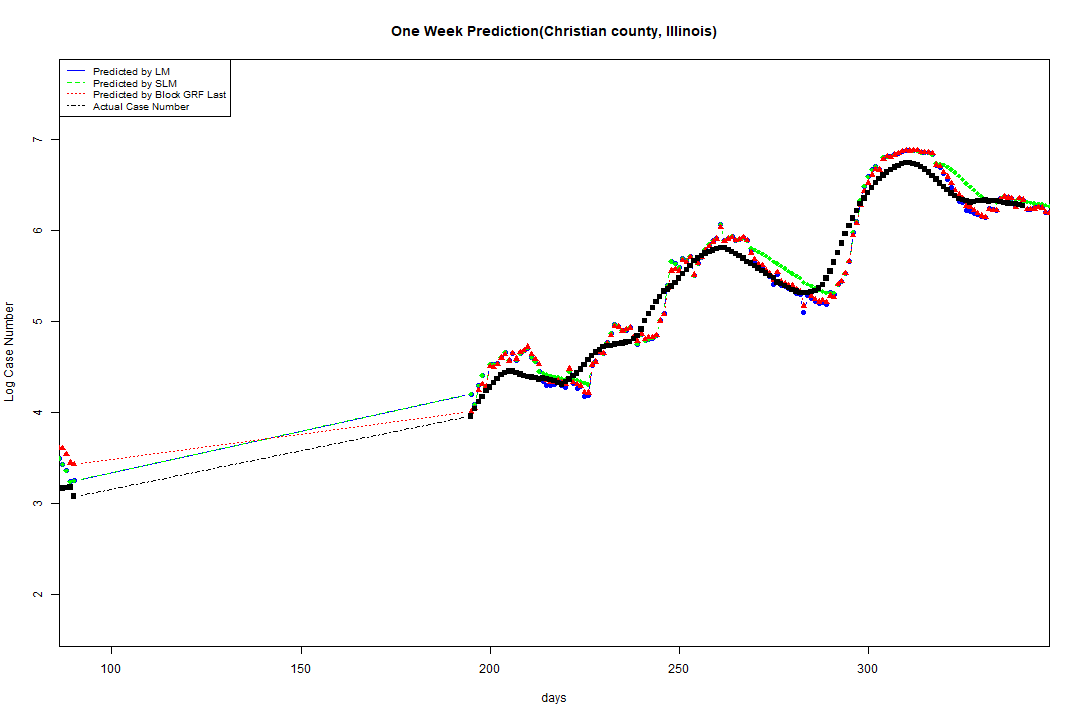 One Week Prediction(Christian county, Illinois)
Predicted by LM
Predicted by SLM
Predicted by Block GRF Last
Actual Case Number
7
6
5
4
3
2
Log Case Number
100 150 200 250 300
days